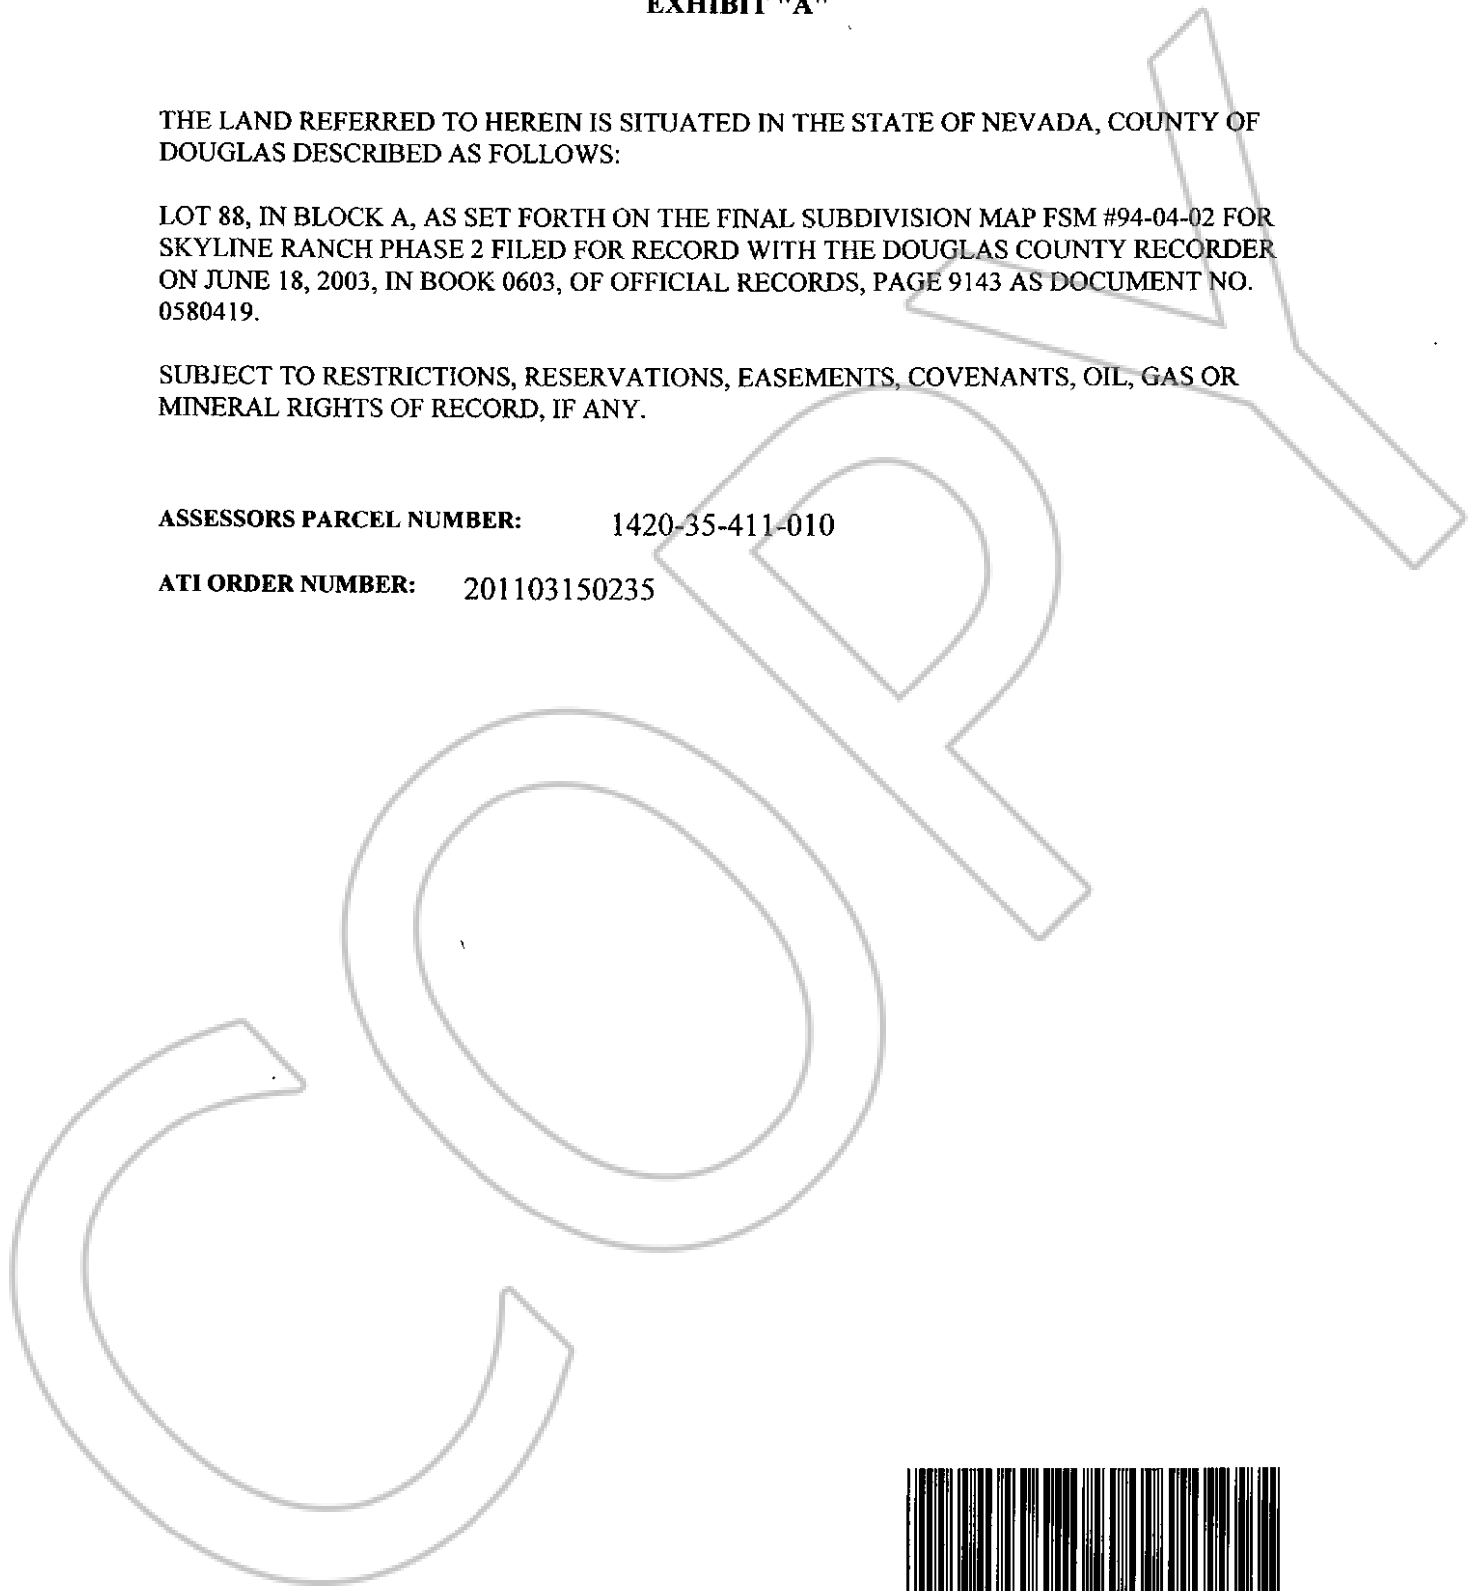 EXHIBIT "A"
THE LAND REFERRED TO HEREIN IS SITUATED IN THE STATE OF NEVADA, COUNTY OF
DOUGLAS DESCRIBED AS FOLLOWS:
LOT 88, IN BLOCK A, AS SET FORTH ON THE FINAL SUBDIVISION MAP FSM #94-04-02 FOR
SKYLINE RANCH PHASE 2 FILED FOR RECORD WITH THE DOUGLAS COUNTY RECORDER
ON JUNE 18, 2003, IN BOOK 0603, OF OFFICIAL RECORDS, PAGE 9143 AS DOCUMENT NO.
0580419.
SUBJECT TO RESTRICTIONS, RESERVATIONS, EASEMENTS, COVENANTS, OIL, GAS OR
MINERAL RIGHTS OF RECORD, IF ANY.
ASSESSORS PARCEL NUMBER: 1420-35-411-010
ATI ORDER NUMBER: 201103150235
COPY